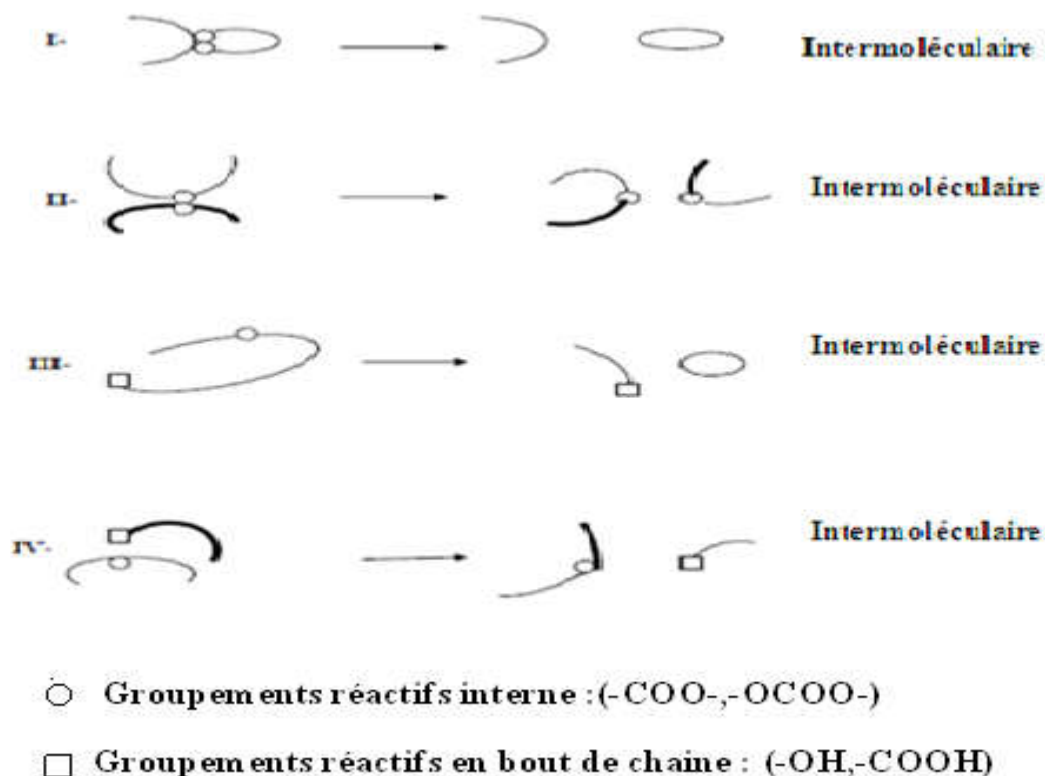 I- Intermoléculaire
II- Intermoléculaire
III- Intermoléculaire
IV- Intermoléculaire
Groupements réactifs interne :(-COO-,-OCOO-)
Groupements réactifs en bout de chaine : (-OH,-COOH)